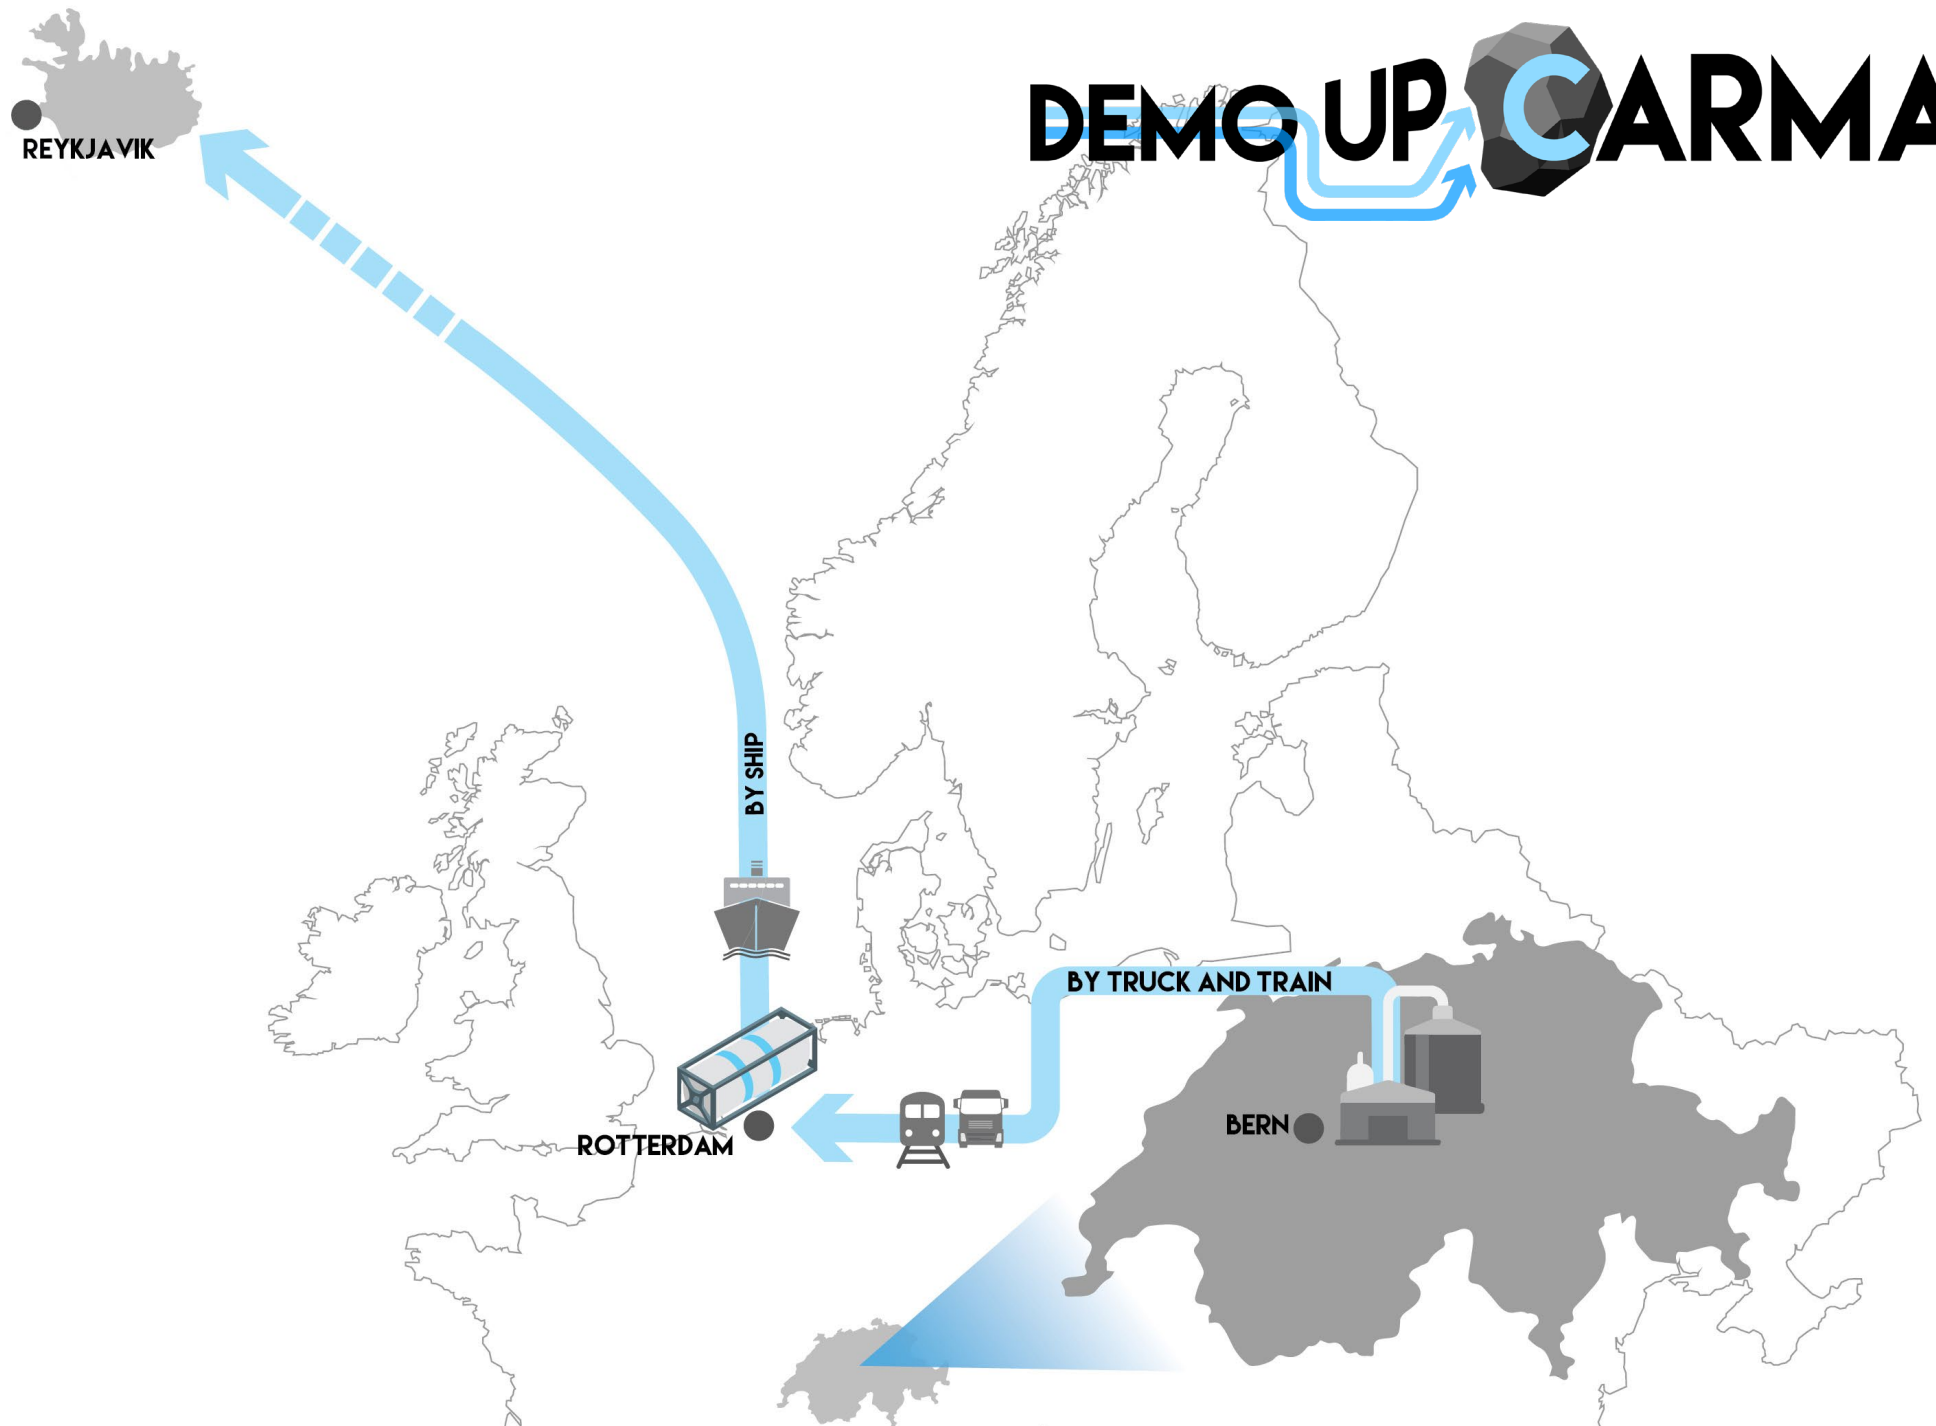 DEMO UP CARMA
REYKJAVIK
BY SHIP
BY TRUCK AND TRAIN
BERN
ROTTERDAM